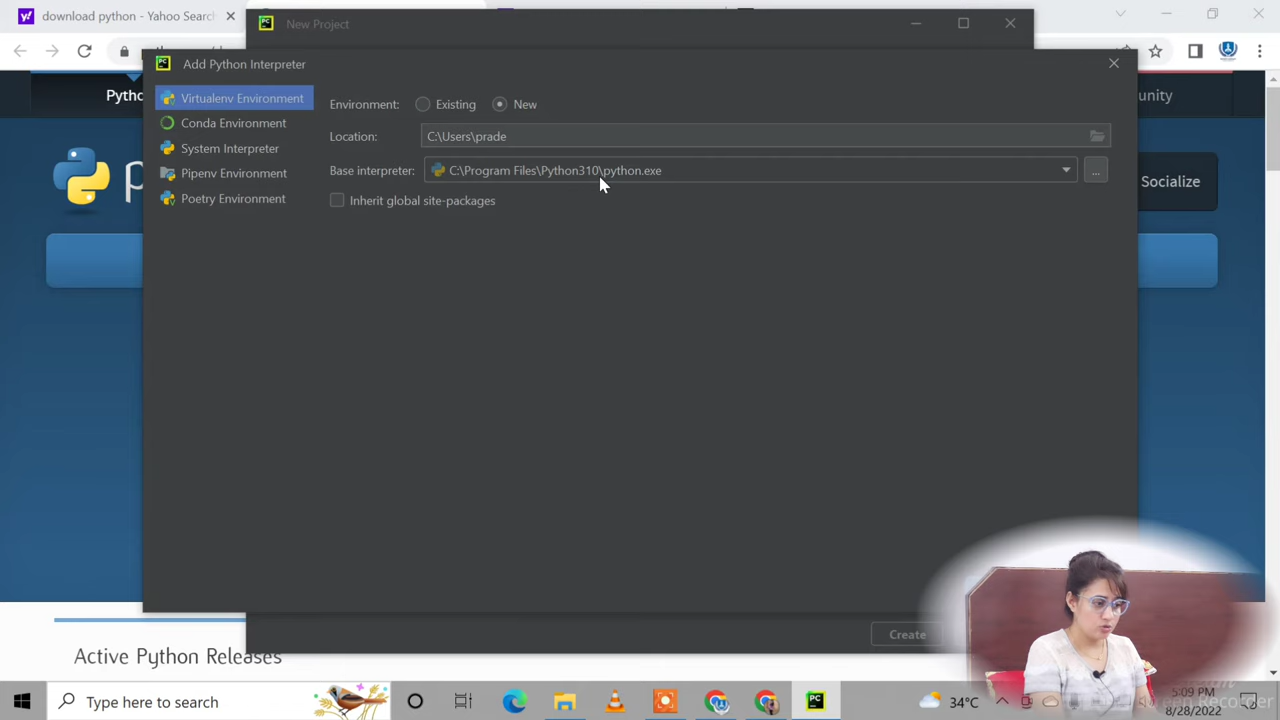 download python - Yahoo Searc
New Project
Add Python Interpreter
Pytho
unity
Virtualenv Environment
Conda Environment
System Interpreter
Pipenv Environment
Poetry Environment
Environment:
Existing
New
Location:
C:\Users\prade
Base interpreter:
C:\Program Files\Python310\python.exe
...
Inherit global site-packages
p
Socialize
Create
Active Python Releases
Type here to search
34°C
5:09 PM
8/28/2022
Recorder